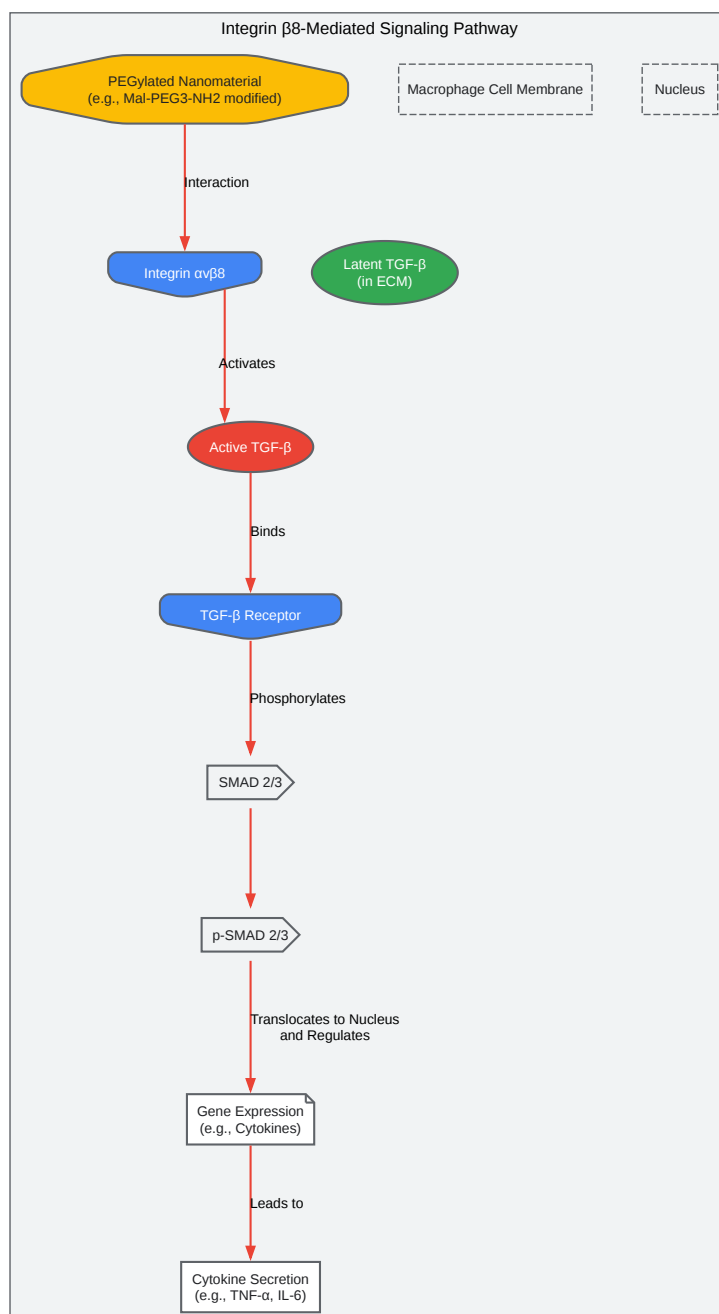 Integrin β8-Mediated Signaling Pathway
PEGylated Nanomaterial
(e.g., Mal-PEG3-NH2 modified)
Macrophage Cell Membrane
Nucleus
Interaction
Integrin αvβ8
Latent TGF-β
(in ECM)
Activates
Active TGF-β
Binds
TGF-β Receptor
Phosphorylates
SMAD 2/3
p-SMAD 2/3
Translocates to Nucleus
and Regulates
Gene Expression
(e.g., Cytokines)
Leads to
Cytokine Secretion
(e.g., TNF-α, IL-6)